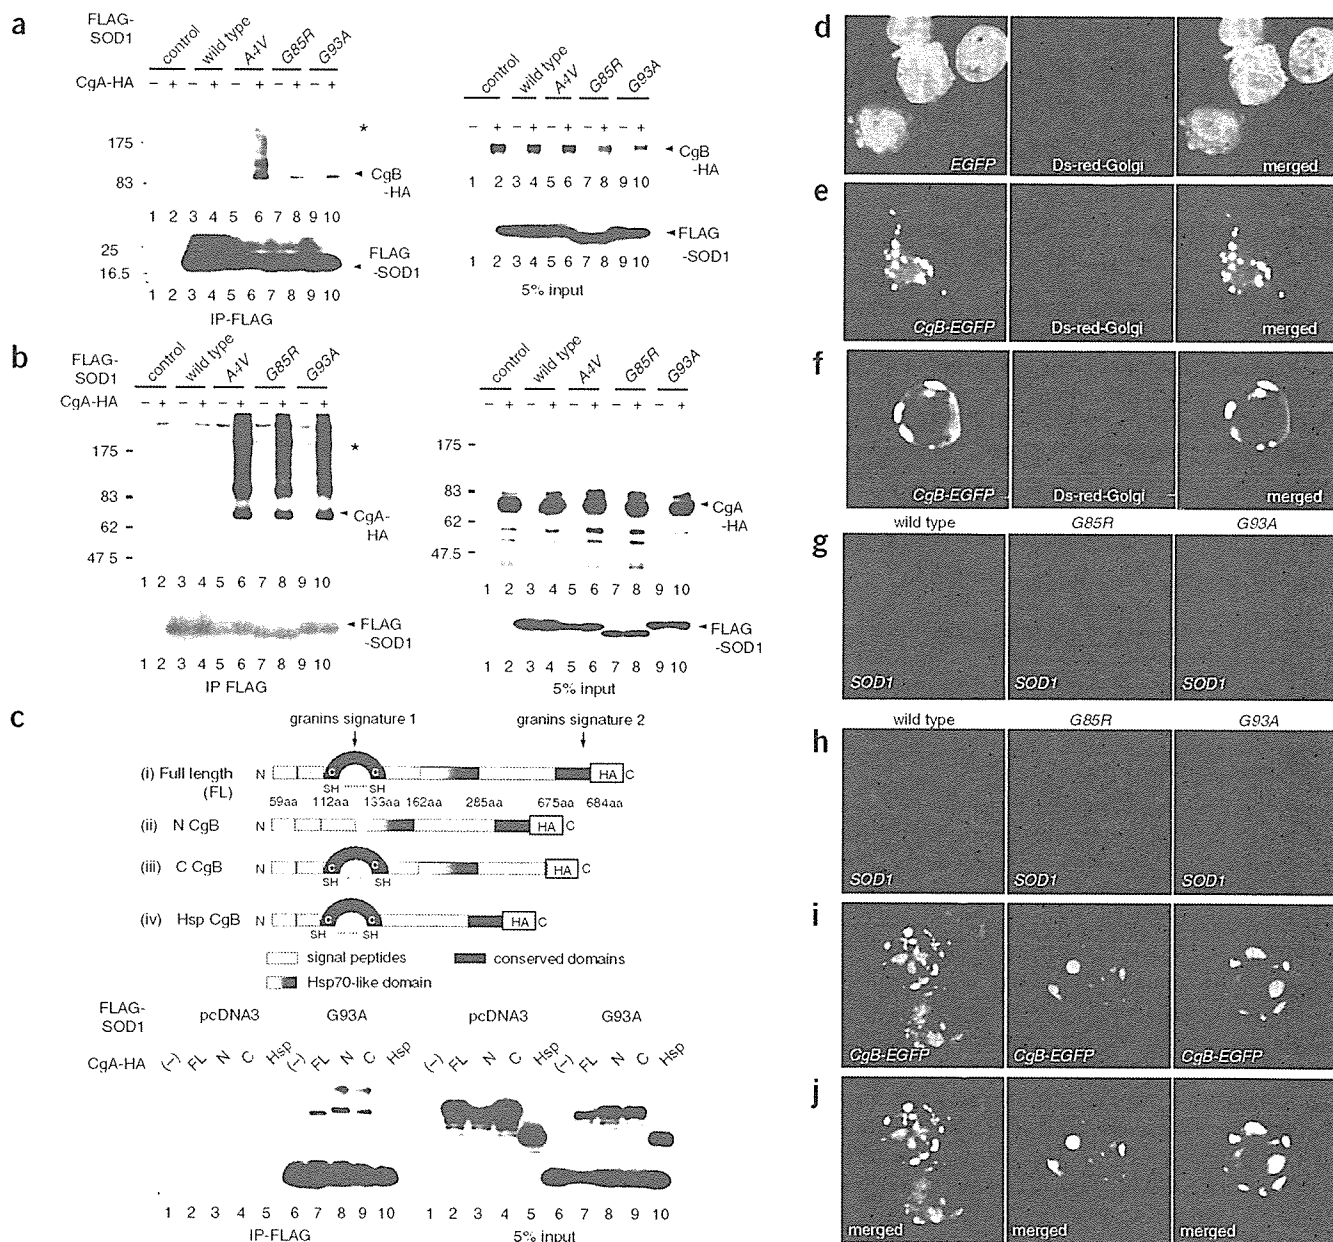 a
FLAG-
SOD1
control
wild type
A4V
G85R
G93A
CgA-HA
- + - + - + - + - +
*
175
83
CgB
-HA
1 2 3 4 5 6 7 8 9 10
25
16.5
FLAG
-SOD1
1 2 3 4 5 6 7 8 9 10
IP-FLAG
control
wild type
A4V
G85R
G93A
- + - + - + - + - +
CgB
-HA
1 2 3 4 5 6 7 8 9 10
FLAG
-SOD1
1 2 3 4 5 6 7 8 9 10
5% input
b
FLAG-
SOD1
control
wild type
A4V
G85R
G93A
CgA-HA
- + - + - + - + - +
175
*
83
62
47 5
CgA-
HA
1 2 3 4 5 6 7 8 9 10
FLAG
-SOD1
1 2 3 4 5 6 7 8 9 10
IP FLAG
control
wild type
A4V
G85R
G93A
- + - + - + - + - +
175
83
62
47.5
CgA
-HA
1 2 3 4 5 6 7 8 9 10
FLAG
-SOD1
1 2 3 4 5 6 7 8 9 10
5% input
c
granins signature 1
granins signature 2
(i) Full length
(FL)
N
C
C
HA
C
SH
SH
59aa 112aa 133aa 162aa 285aa 675aa 684aa
(ii) N CgB
N
HA
C
(iii) C CgB
N
C
C
HA
C
SH
SH
(iv) Hsp CgB
N
C
C
HA
C
SH
SH
signal peptides
conserved domains
Hsp70-like domain
FLAG-
SOD1
pcDNA3
G93A
pcDNA3
G93A
CgA-HA
(-) FL N C Hsp (-) FL N C Hsp
(-) FL N C Hsp (-) FL N C Hsp
1 2 3 4 5 6 7 8 9 10
IP-FLAG
1 2 3 4 5 6 7 8 9 10
5% input
d
EGFP
Ds-red-Golgi
merged
e
CgB-EGFP
Ds-red-Golgi
merged
f
CgB-EGFP
Ds-red-Golgi
merged
wild type
G85R
G93A
g
SOD1
SOD1
SOD1
wild type
G85R
G93A
h
SOD1
SOD1
SOD1
i
CgB-EGFP
CgB-EGFP
CgB-EGFP
j
merged
merged
merged